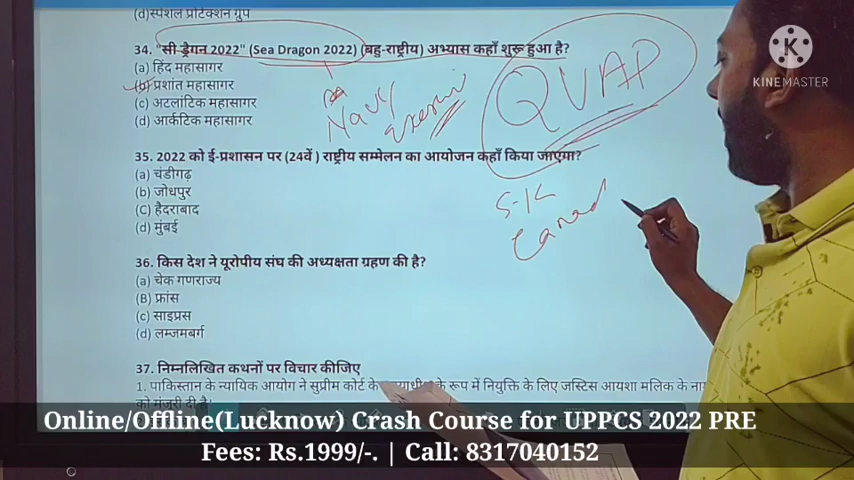 (d)स्पेशल प्रोटेक्शन ग्रुप
34. "सी ड्रैगन 2022" (Sea Dragon 2022) (बहु-राष्ट्रीय) अभ्यास कहाँ शुरू हुआ है?
(a) हिंद महासागर
(b) प्रशांत महासागर
(c) अटलांटिक महासागर
(d) आर्कटिक महासागर
Navy
QUAD
35. 2022 को ई-प्रशासन पर (24वें ) राष्ट्रीय सम्मेलन का आयोजन कहाँ किया जाएगा?
(a) चंडीगढ़
(b) जोधपुर
(C) हैदराबाद
(d) मुंबई
S-K
Canad
36. किस देश ने यूरोपीय संघ की अध्यक्षता ग्रहण की है?
(a) चेक गणराज्य
(B) फ्रांस
(c) साइप्रस
(d) लग्जमबर्ग
37. निम्नलिखित कथनों पर विचार कीजिए
1. पाकिस्तान के न्यायिक आयोग ने सुप्रीम कोर्ट के के रूप में नियुक्ति के लिए जस्टिस आयशा मलिक के
को मंजूरी दी है
Online/Offline(Lucknow) Crash Course for UPPCS 2022 PRE
Fees: Rs.1999/-. | Call: 8317040152
KINEMASTER